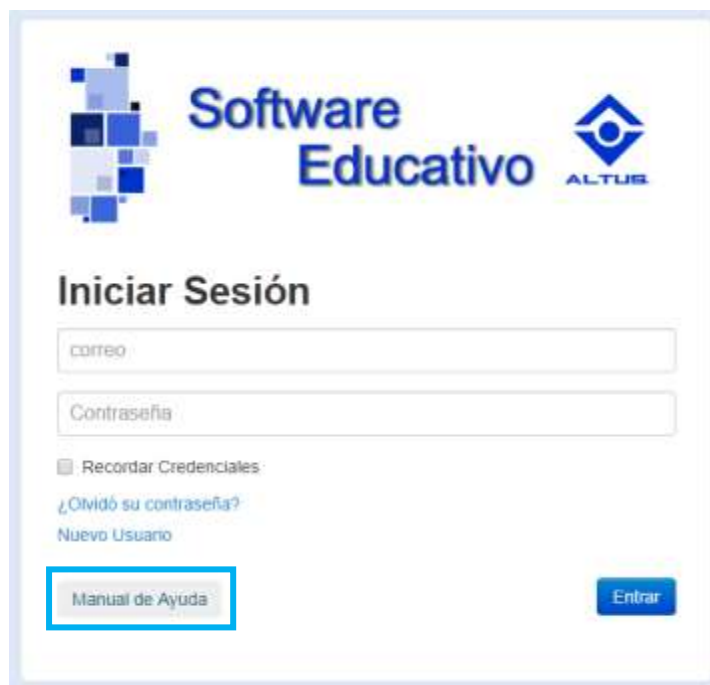 Software
Educativo
ALTUS
Iniciar Sesión
correo
Contraseña
Recordar Credenciales
¿Olvidó su contraseña?
Nuevo Usuario
Manual de Ayuda
Entrar